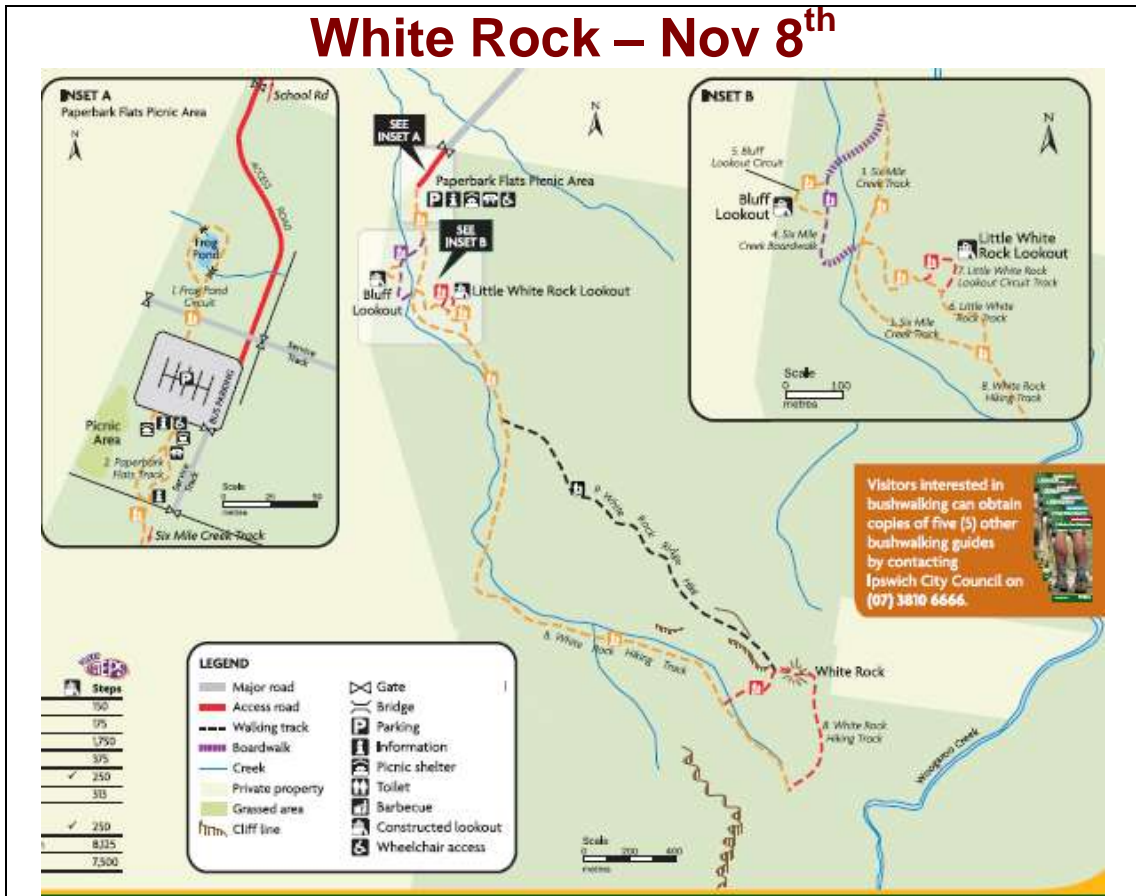 White Rock – Nov 8th
INSET A
Paperbark Flats Picnic Area
N
School Rd
ACCESS
ROAD
Frog
Pond
1. Frog Pond
Circuit
Service
Track
P
BUS PARKING
Picnic
Area
2. Paperbark
Flats Track
Service
Track
Scale
0 25 50
metres
Six Mile Creek Track
SEE
INSET A
N
Paperbark Flats Picnic Area
P
SEE
INSET B
Bluff
Lookout
Little White Rock Lookout
INSET B
N
5. Bluff
Lookout Circuit
Bluff
Lookout
4. Six Mile
Creek Boardwalk
3. Six Mile
Creek Track
Little White
Rock Lookout
7. Little White Rock
Lookout Circuit Track
6. Little White
Rock Track
3. Six Mile
Creek Track
8. White Rock
Hiking Track
Scale
0 100
metres
Visitors interested in
bushwalking can obtain
copies of five (5) other
bushwalking guides
by contacting
Ipswich City Council on
(07) 3810 6666.
9. White Rock Ridge
8. White Rock Hiking Track
White Rock
8. White Rock
Hiking Track
Woogaroo Creek
STEPS
Steps
150
175
1,750
375
✓ 250
313
✓ 250
8,125
7,500
LEGEND
Major road
Access road
Walking track
Boardwalk
Creek
Private property
Grassed area
Cliff line
Gate
Bridge
P Parking
Information
Picnic shelter
Toilet
Barbecue
Constructed lookout
Wheelchair access
Scale
0 200 400
metres